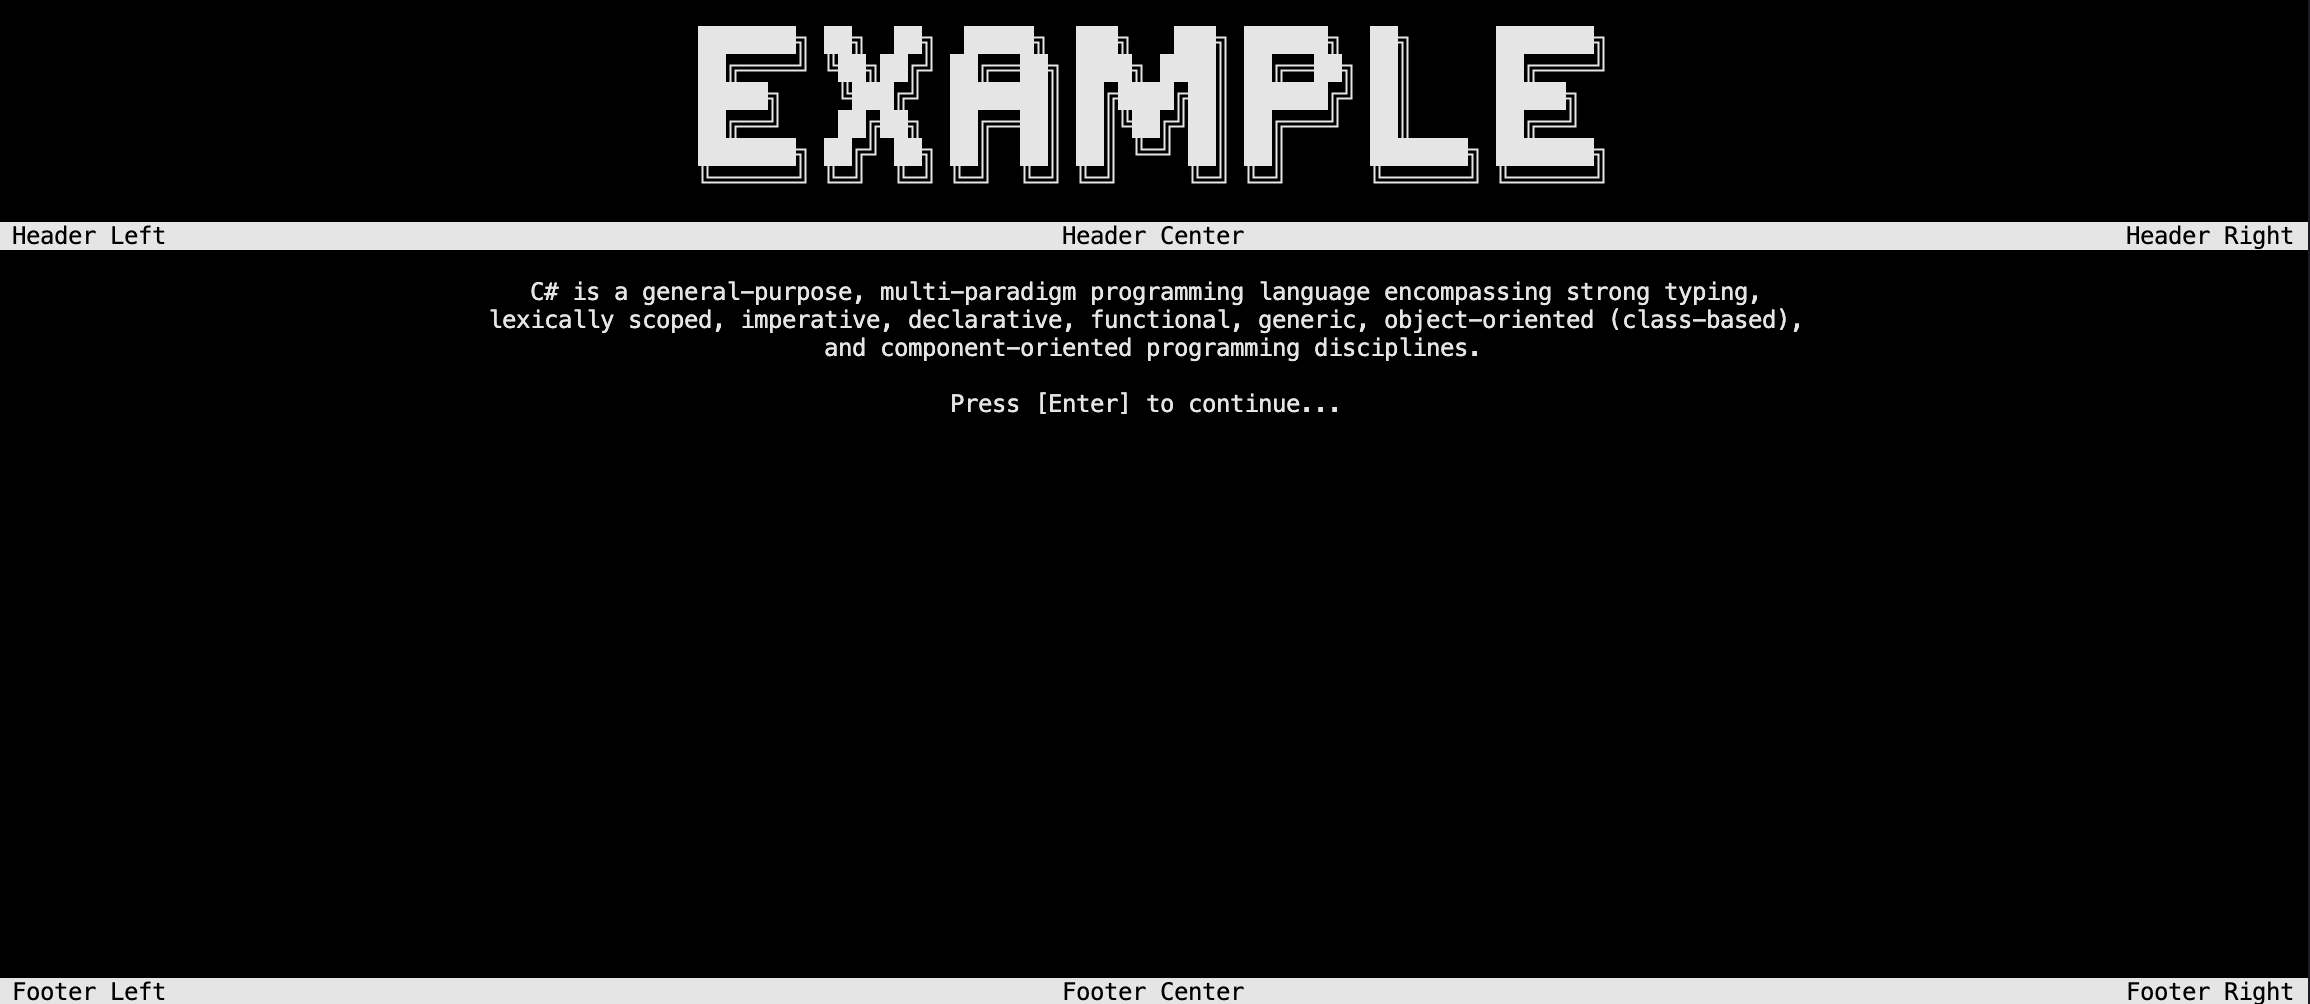 EXAMPLE
Header Left Header Center Header Right
C# is a general-purpose, multi-paradigm programming language encompassing strong typing,
lexically scoped, imperative, declarative, functional, generic, object-oriented (class-based),
and component-oriented programming disciplines.
Press [Enter] to continue...
Footer Left Footer Center Footer Right